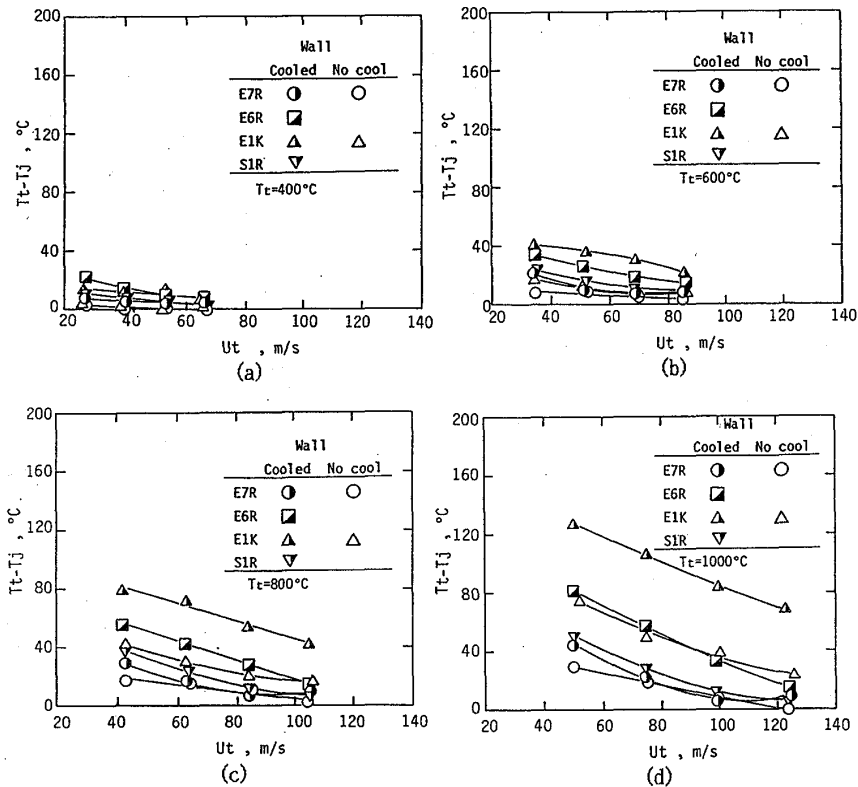 200
160
120
80
40
0
Tt-Tj , °C
Wall
Cooled No cool
E7R
E6R
E1K
S1R
Tt=400°C
20 40 60 80 100 120 140
Ut , m/s
(a)
200
160
120
80
40
0
Tt-Tj , °C
Wall
Cooled No cool
E7R
E6R
E1K
S1R
Tt=600°C
20 40 60 80 100 120 140
Ut , m/s
(b)
200
160
120
80
40
0
Tt-Tj , °C
Wall
Cooled No cool
E7R
E6R
E1K
S1R
Tt=800°C
20 40 60 80 100 120 140
Ut , m/s
(c)
200
160
120
80
40
0
Tt-Tj , °C
Wall
Cooled No cool
E7R
E6R
E1K
S1R
Tt=1000°C
20 40 60 80 100 120 140
Ut , m/s
(d)